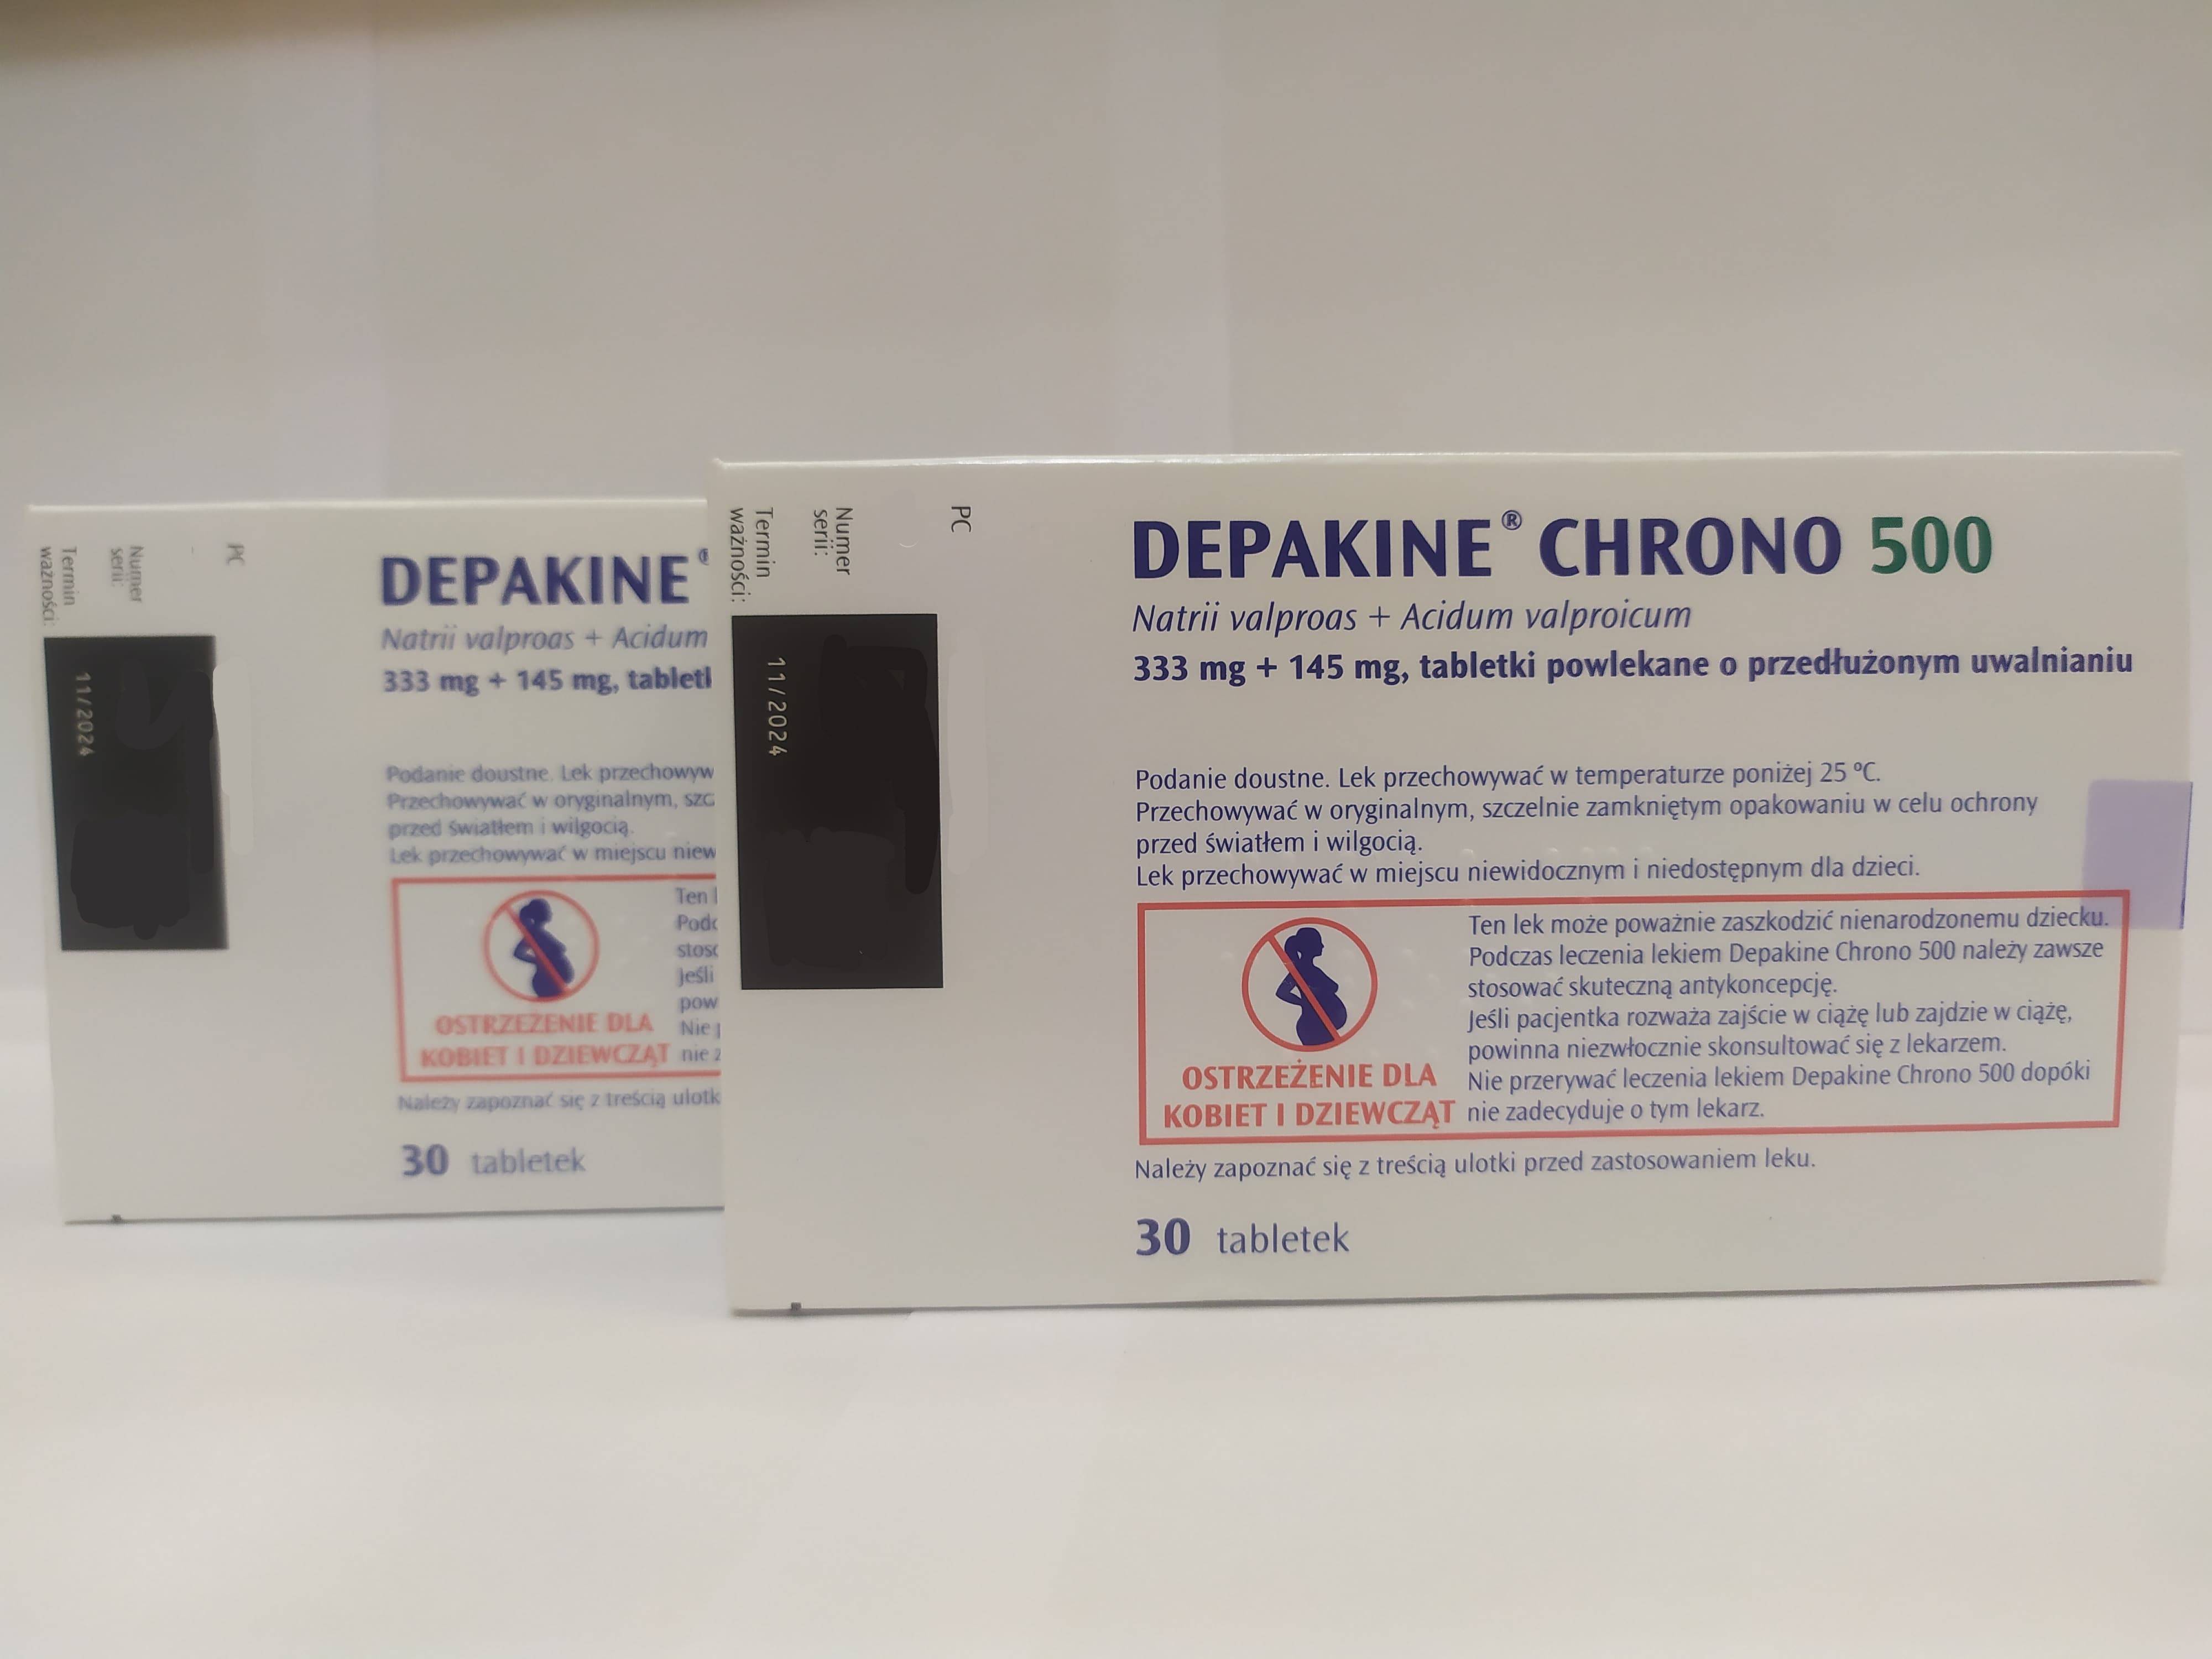 PC
Numer
serii:
Termin
ważności:
11/2024
DEPAKINE®
Natrii valproas + Acidum
333 mg + 145 mg,
Podanie doustne. Lek
Przechowywać w oryginalnym,
przed światłem i wilgocią.
Lek przechowywać w miejscu
Ten
OSTRZEŻENIE DLA
KOBIET I DZIEWCZĄT
Jeśli
Nie
nie
Należy zapoznać się z treścią
30 tabletek
PC
Numer
serii:
Termin
ważności:
11/2024
DEPAKINE® CHRONO 500
Natrii valproas + Acidum valproicum
333 mg + 145 mg, tabletki powlekane o przedłużonym uwalnianiu
Podanie doustne. Lek przechowywać w temperaturze poniżej 25 °C.
Przechowywać w oryginalnym, szczelnie zamkniętym opakowaniu w celu ochrony
przed światłem i wilgocią.
Lek przechowywać w miejscu niewidocznym i niedostępnym dla dzieci.
OSTRZEŻENIE DLA
KOBIET I DZIEWCZĄT
Ten lek może poważnie zaszkodzić nienarodzonemu dziecku.
Podczas leczenia lekiem Depakine Chrono 500 należy zawsze
stosować skuteczną antykoncepcję.
Jeśli pacjentka rozważa zajście w ciążę lub zajdzie w ciążę,
powinna niezwłocznie skonsultować się z lekarzem.
Nie przerywać leczenia lekiem Depakine Chrono 500 dopóki
nie zadecyduje o tym lekarz.
Należy zapoznać się z treścią ulotki przed zastosowaniem leku.
30 tabletek